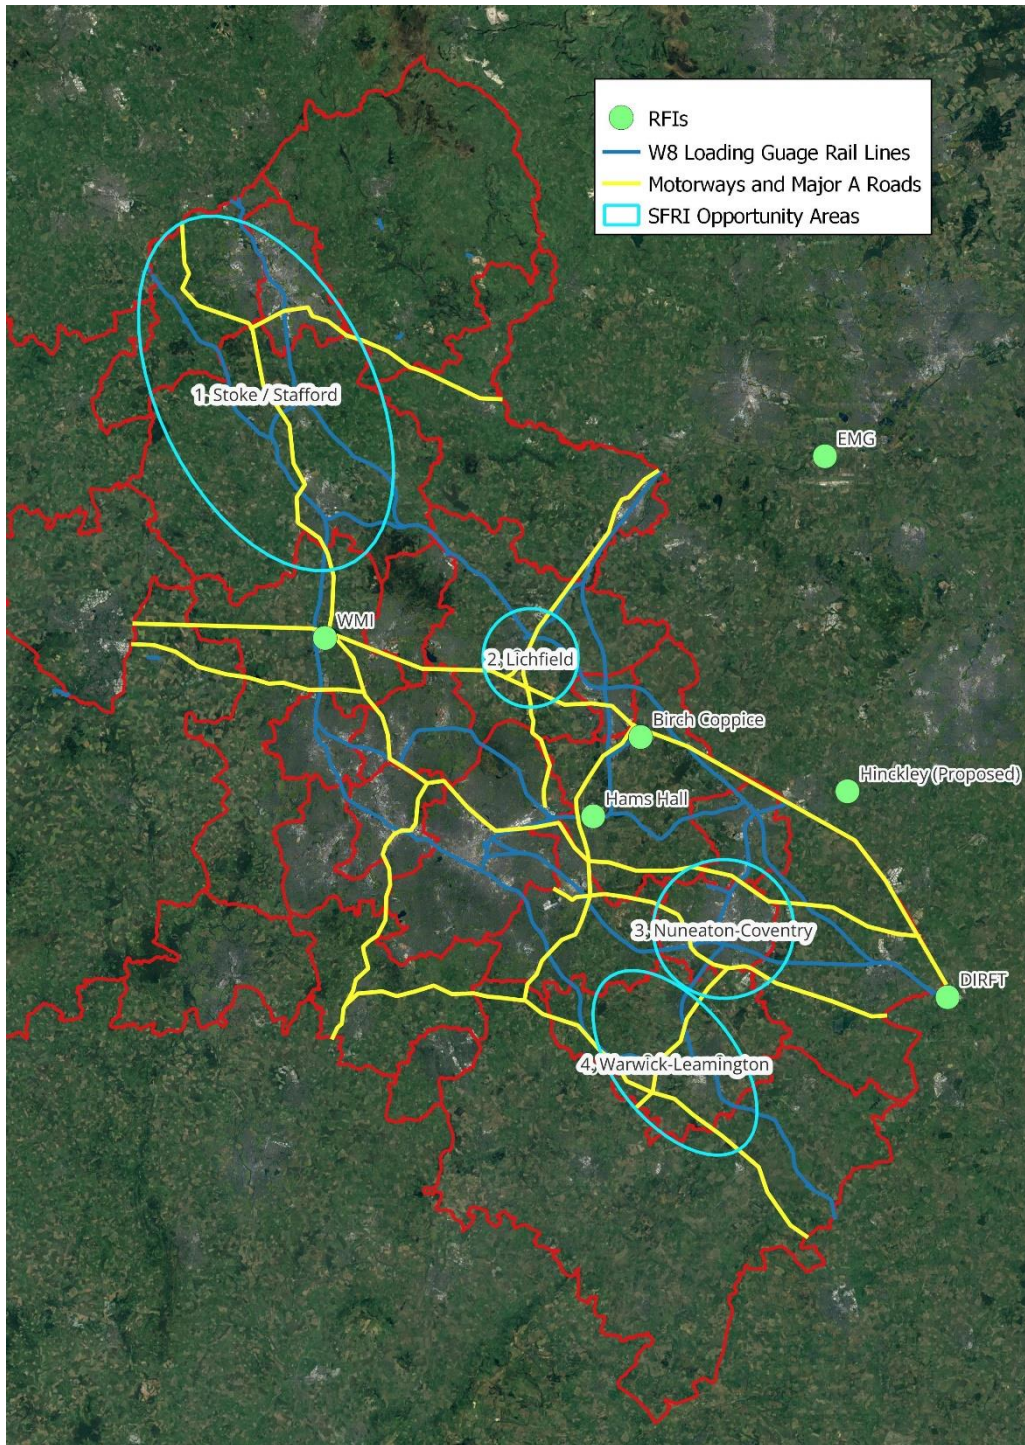 RFIs
W8 Loading Guage Rail Lines
Motorways and Major A Roads
SFRI Opportunity Areas
1, Stoke / Stafford
EMG
WMI
2, Lichfield
Birch Coppice
Hinckley (Proposed)
Hams Hall
3, Nuneaton-Coventry
DIRFT
4, Warwick-Leamington